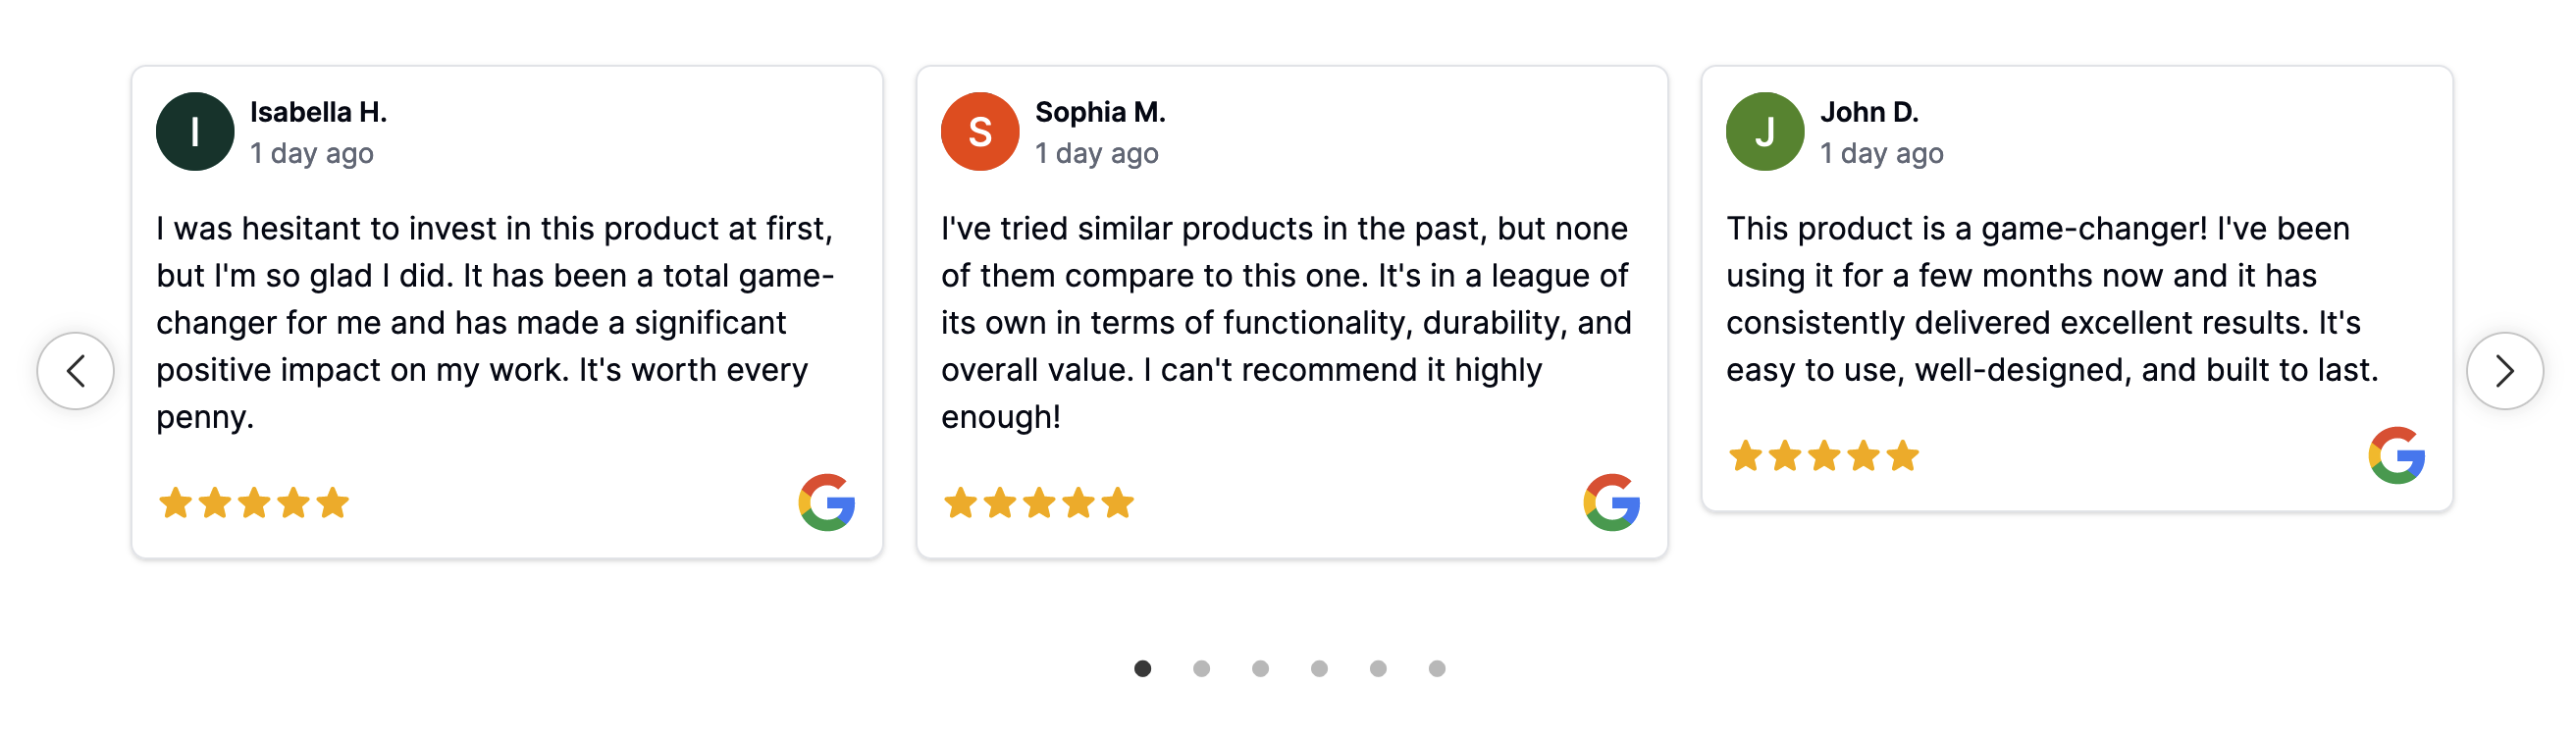 I
Isabella H.
1 day ago
I was hesitant to invest in this product at first,
but I'm so glad I did. It has been a total game-
changer for me and has made a significant
positive impact on my work. It's worth every
penny.
G
S
Sophia M.
1 day ago
I've tried similar products in the past, but none
of them compare to this one. It's in a league of
its own in terms of functionality, durability, and
overall value. I can't recommend it highly
enough!
G
J
John D.
1 day ago
This product is a game-changer! I've been
using it for a few months now and it has
consistently delivered excellent results. It's
easy to use, well-designed, and built to last.
G